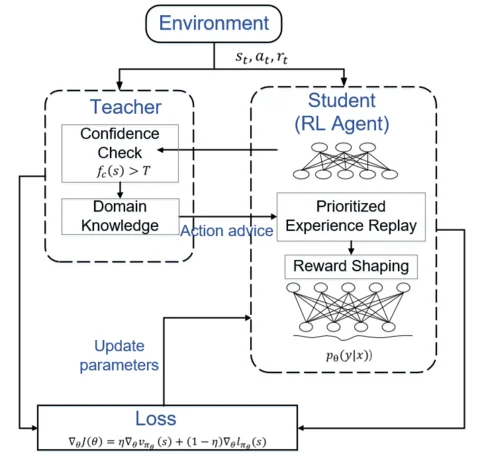 Environment
s_t, a_t, r_t
Teacher
Student
(RL Agent)
Confidence
Check
f_c(s) > T
Domain
Knowledge
Action advice
Prioritized
Experience Replay
Reward Shaping
p_θ(y|x))
Update
parameters
Loss
∇_θJ(θ) = η∇_θv_{π_θ}(s) + (1 − η)∇_θl_{π_θ}(s)